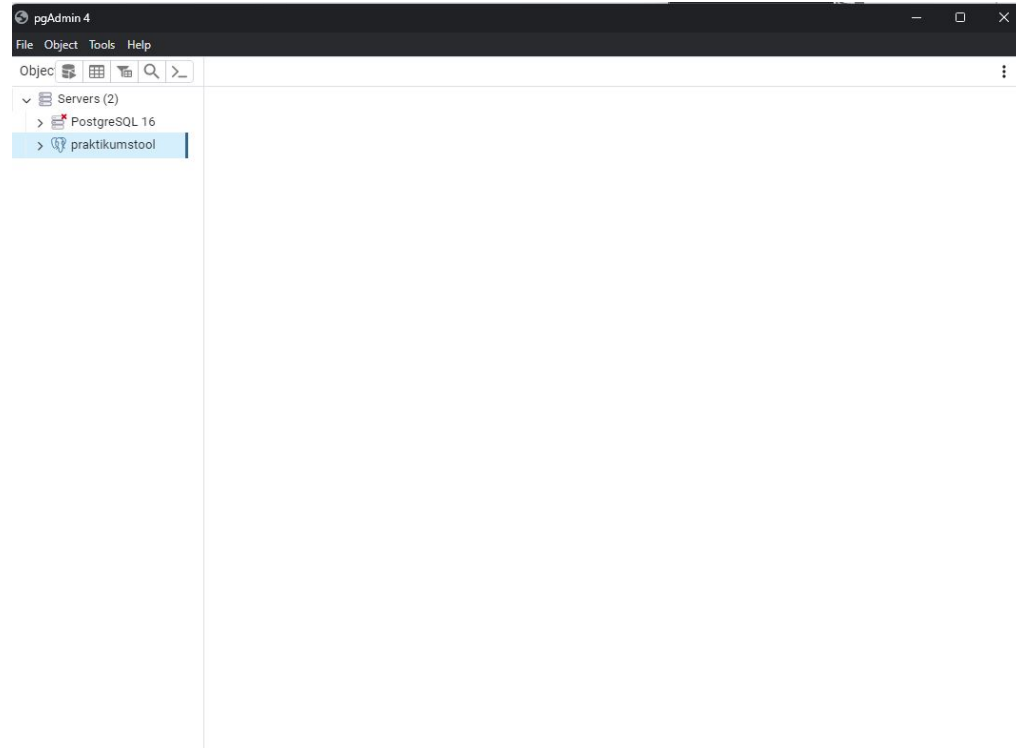 pgAdmin 4
File Object Tools Help
Objec
Servers (2)
PostgreSQL 16
praktikumstool